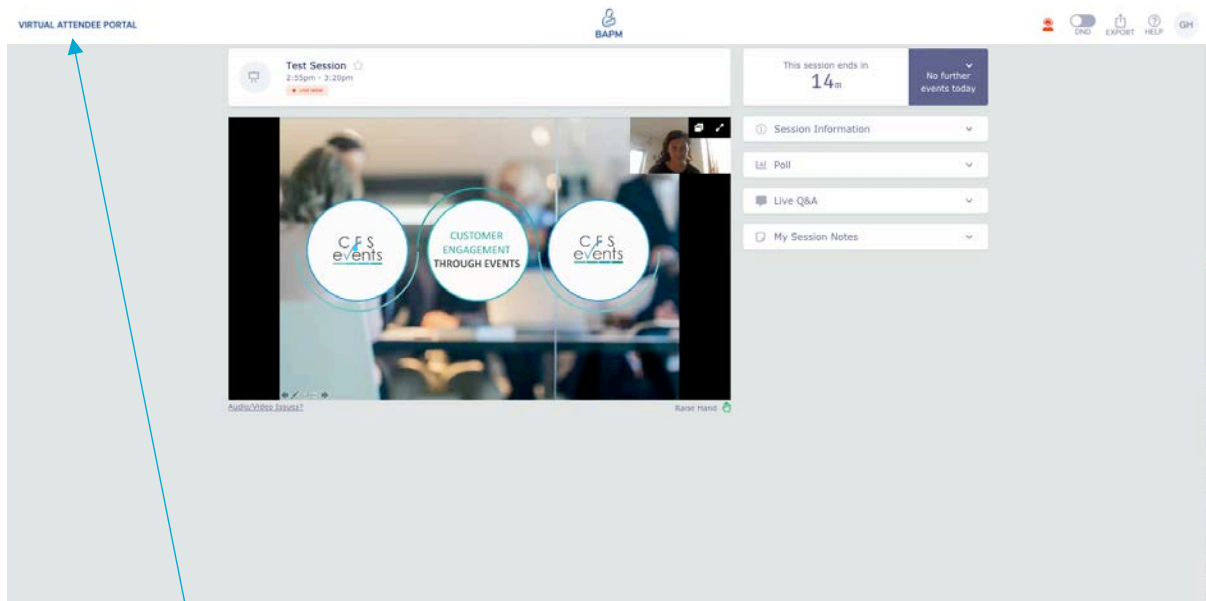 VIRTUAL ATTENDEE PORTAL
BAPM
DND
EXPORT
HELP
GH
Test Session
2:55pm - 3:20pm
LIVE NOW
This session ends in
14m
No further
events today
Session Information
Poll
Live Q&A
My Session Notes
CFS
events
CUSTOMER
ENGAGEMENT
THROUGH EVENTS
CFS
events
Audio/Video Issues?
Raise Hand